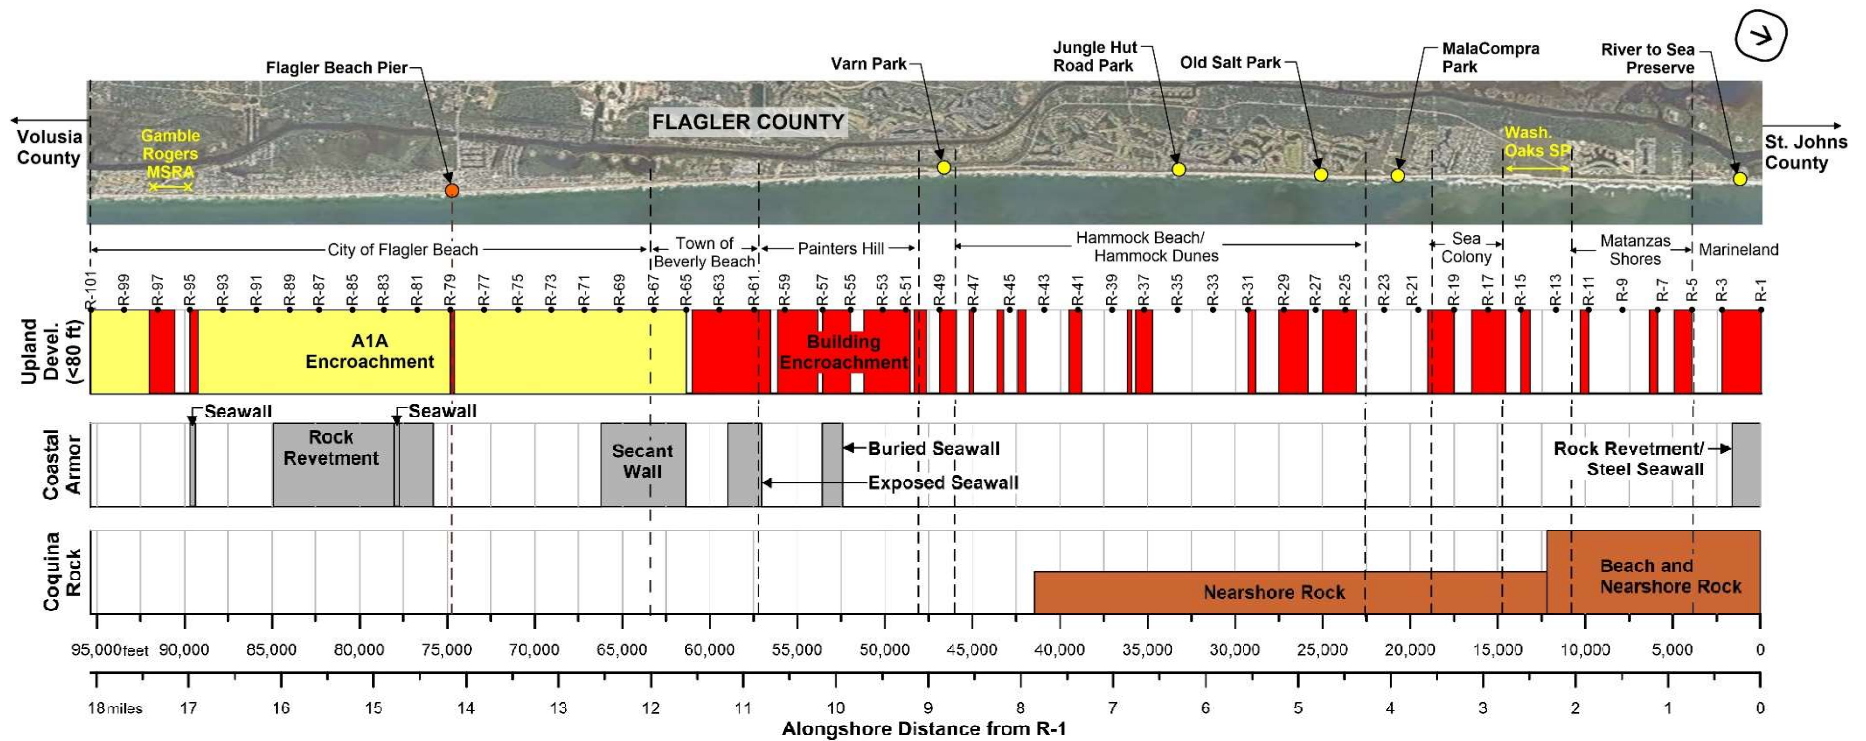 Flagler Beach Pier
Varn Park
Jungle Hut
Road Park
Old Salt Park
MalaCompra
Park
River to Sea
Preserve
Volusia
County
Gamble
Rogers
MSRA
FLAGLER COUNTY
Wash.
Oaks SP
St. Johns
County
City of Flagler Beach
Town of
Beverly Beach
Painters Hill
Hammock Beach/
Hammock Dunes
Sea
Colony
Matanzas
Shores
Marineland
R-101 R-99 R-97 R-95 R-93 R-91 R-89 R-87 R-85 R-83 R-81 R-79 R-77 R-75 R-73 R-71 R-69 R-67 R-65 R-63 R-61 R-59 R-57 R-55 R-53 R-51 R-49 R-47 R-45 R-43 R-41 R-39 R-37 R-35 R-33 R-31 R-29 R-27 R-25 R-23 R-21 R-19 R-17 R-15 R-13 R-11 R-9 R-7 R-5 R-3 R-1
Upland
Devel.
(<80 ft)
A1A
Encroachment
Building
Encroachment
Coastal
Armor
Seawall
Seawall
Rock
Revetment
Secant
Wall
Buried Seawall
Exposed Seawall
Rock Revetment/
Steel Seawall
Coquina
Rock
Nearshore Rock
Beach and
Nearshore Rock
95,000feet 90,000 85,000 80,000 75,000 70,000 65,000 60,000 55,000 50,000 45,000 40,000 35,000 30,000 25,000 20,000 15,000 10,000 5,000 0
18miles 17 16 15 14 13 12 11 10 9 8 7 6 5 4 3 2 1 0
Alongshore Distance from R-1